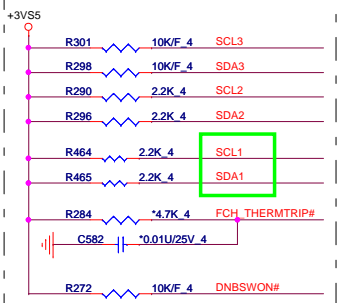 +3VS5
R301 10K/F_4 SCL3
R298 10K/F_4 SDA3
R290 2.2K_4 SCL2
R296 2.2K_4 SDA2
R464 2.2K_4 SCL1
R465 2.2K_4 SDA1
R284 *4.7K_4 FCH_THERMTRIP#
C582 *0.01U/25V_4
R272 10K/F_4 DNBSWON#